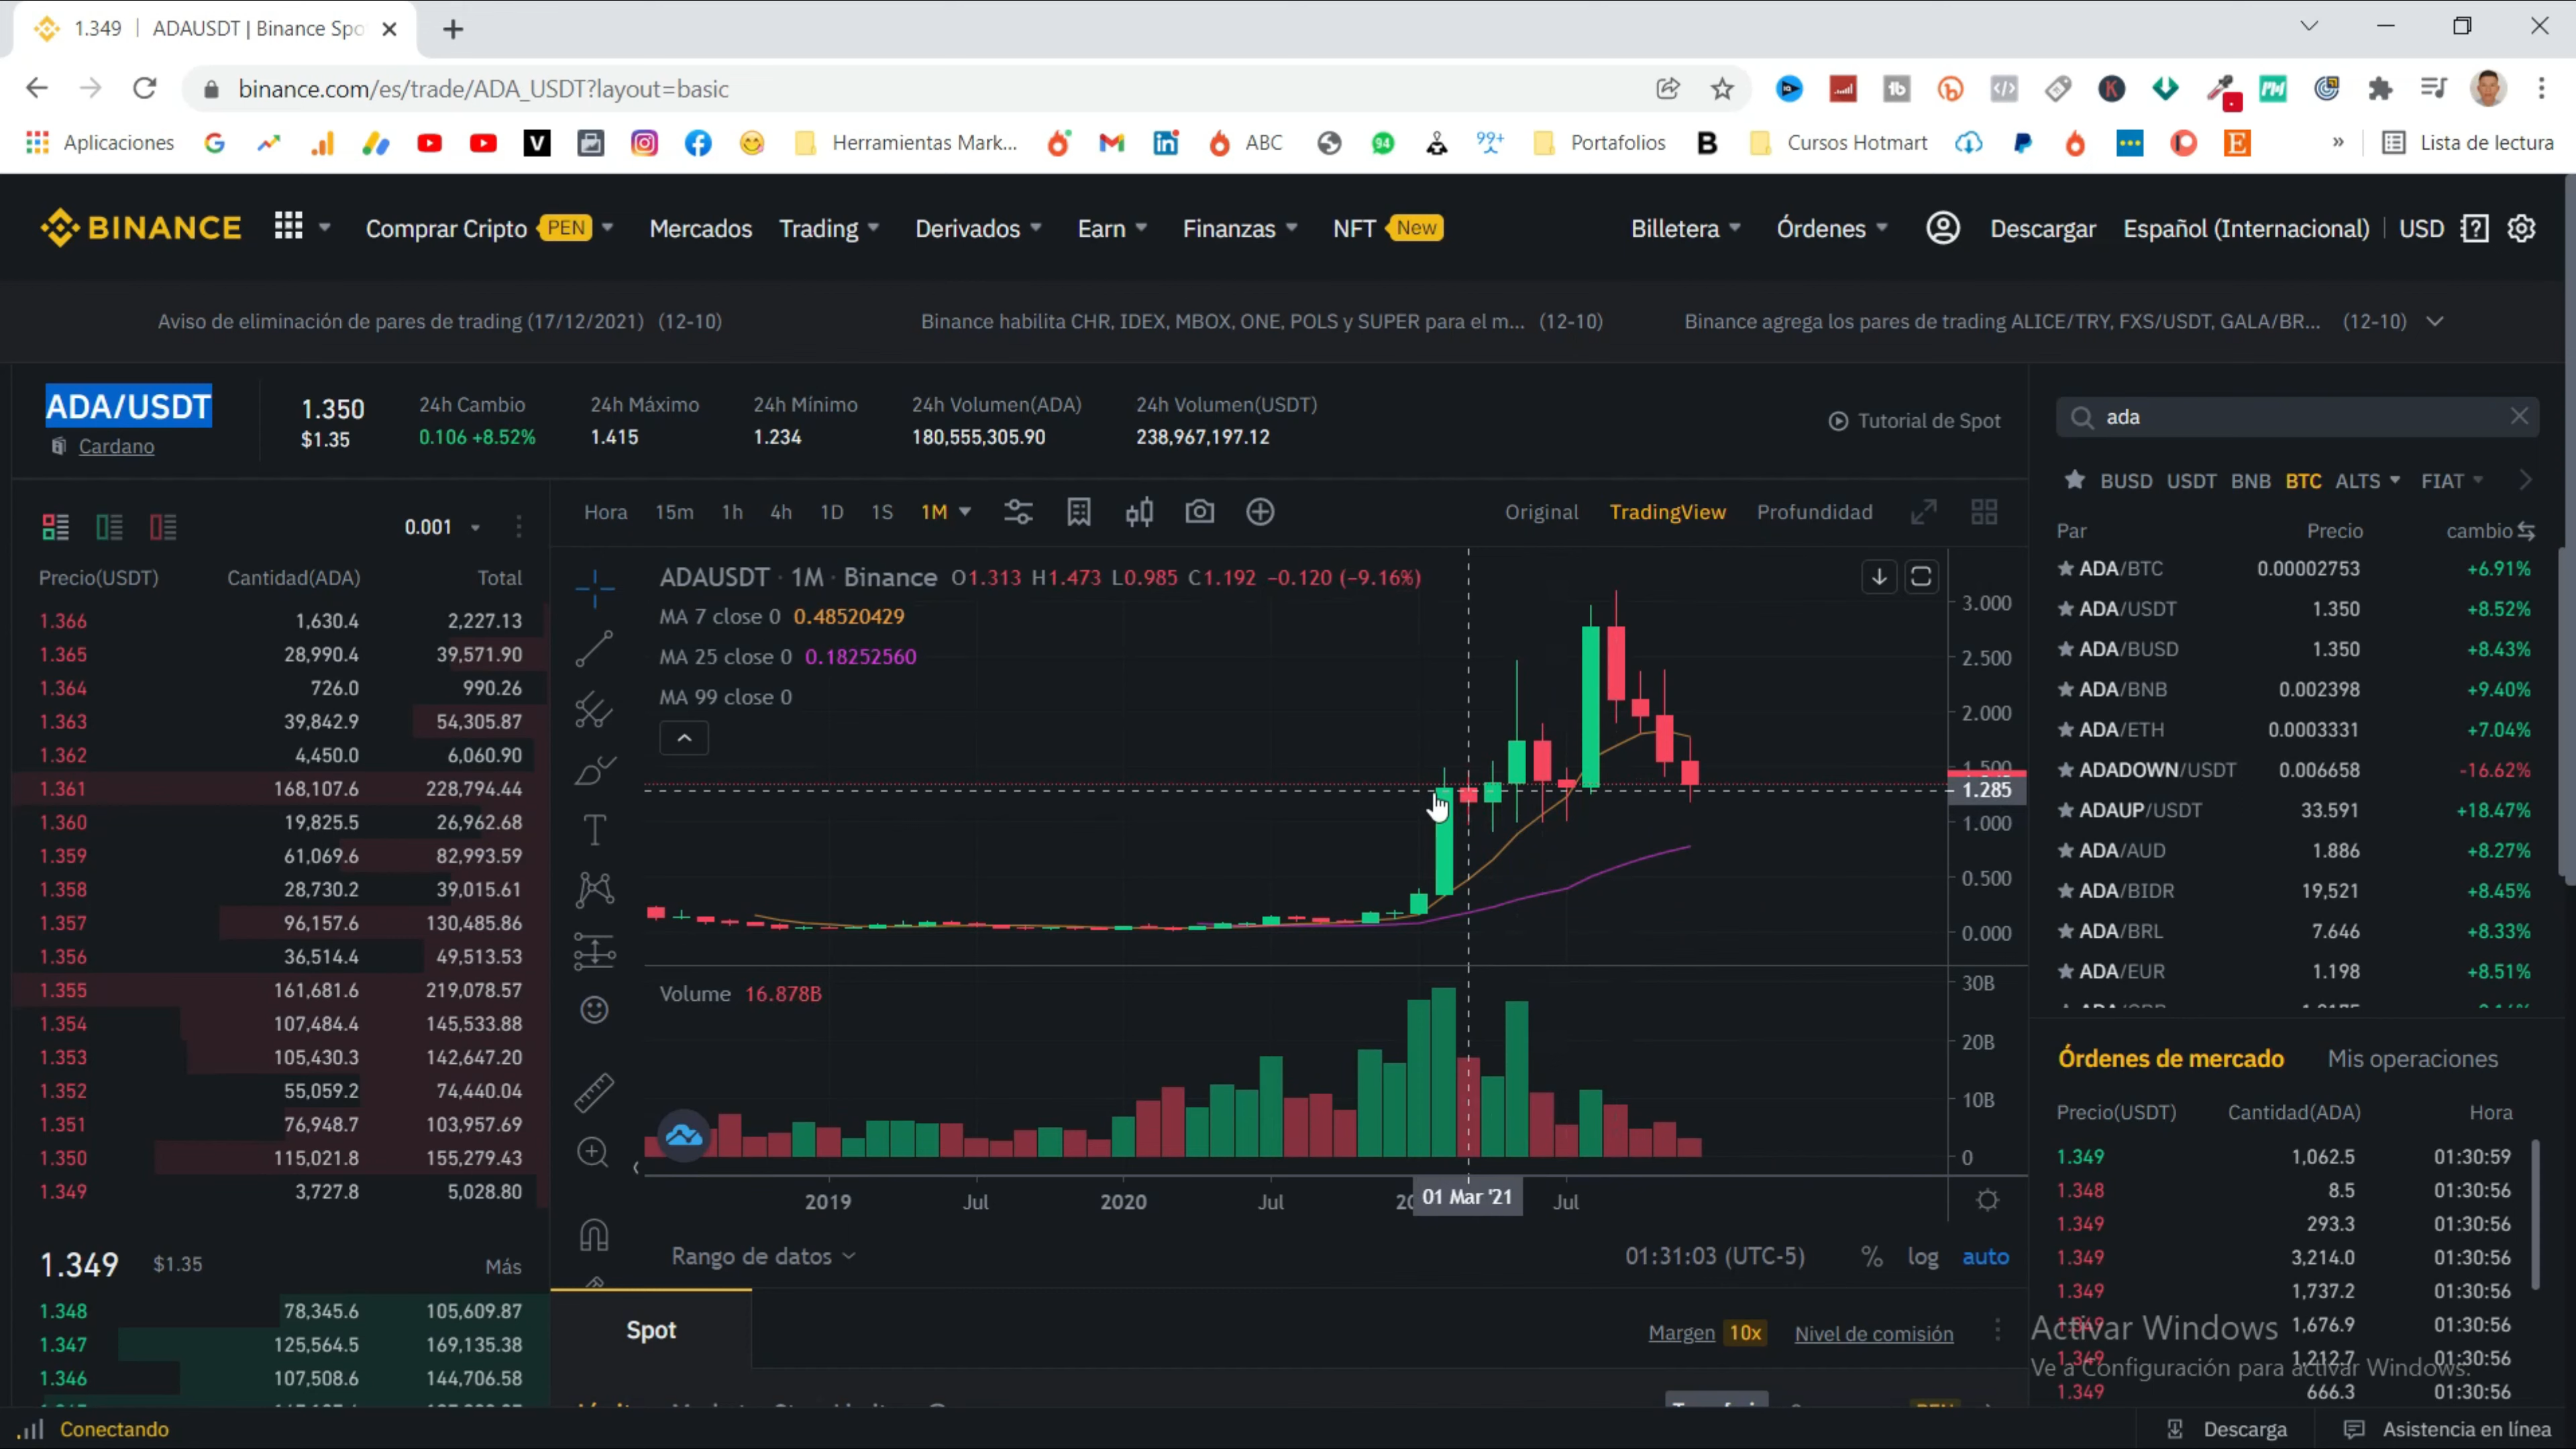 1.349 | ADAUSDT | Binance Spo
binance.com/es/trade/ADA_USDT?layout=basic
Aplicaciones
Herramientas Mark...
ABC
94
99+
Portafolios
Cursos Hotmart
Lista de lectura
BINANCE
Comprar Cripto PEN
Mercados
Trading
Derivados
Earn
Finanzas
NFT New
Billetera
Órdenes
Descargar
Español (Internacional)
USD
Aviso de eliminación de pares de trading (17/12/2021) (12-10)
Binance habilita CHR, IDEX, MBOX, ONE, POLS y SUPER para el m... (12-10)
Binance agrega los pares de trading ALICE/TRY, FXS/USDT, GALA/BR... (12-10)
ADA/USDT
Cardano
1.350
$1.35
24h Cambio
0.106 +8.52%
24h Máximo
1.415
24h Mínimo
1.234
24h Volumen(ADA)
180,555,305.90
24h Volumen(USDT)
238,967,197.12
Tutorial de Spot
0.001
Precio(USDT) Cantidad(ADA) Total
1.366 1,630.4 2,227.13
1.365 28,990.4 39,571.90
1.364 726.0 990.26
1.363 39,842.9 54,305.87
1.362 4,450.0 6,060.90
1.361 168,107.6 228,794.44
1.360 19,825.5 26,962.68
1.359 61,069.6 82,993.59
1.358 28,730.2 39,015.61
1.357 96,157.6 130,485.86
1.356 36,514.4 49,513.53
1.355 161,681.6 219,078.57
1.354 107,484.4 145,533.88
1.353 105,430.3 142,647.20
1.352 55,059.2 74,440.04
1.351 76,948.7 103,957.69
1.350 115,021.8 155,279.43
1.349 3,727.8 5,028.80
1.349 $1.35 Más
1.348 78,345.6 105,609.87
1.347 125,564.5 169,135.38
1.346 107,508.6 144,706.58
Hora 15m 1h 4h 1D 1S 1M
Original TradingView Profundidad
ADAUSDT · 1M · Binance O1.313 H1.473 L0.985 C1.192 −0.120 (−9.16%)
MA 7 close 0 0.48520429
MA 25 close 0 0.18252560
MA 99 close 0
3.000
2.500
2.000
1.500
1.285
1.000
0.500
0.000
Volume 16.878B
30B
20B
10B
0
2019 Jul 2020 Jul 20 01 Mar '21 Jul
Rango de datos
01:31:03 (UTC-5) % log auto
Spot
Margen 10x Nivel de comisión
ada
BUSD USDT BNB BTC ALTS FIAT
Par Precio cambio
ADA/BTC 0.00002753 +6.91%
ADA/USDT 1.350 +8.52%
ADA/BUSD 1.350 +8.43%
ADA/BNB 0.002398 +9.40%
ADA/ETH 0.0003331 +7.04%
ADADOWN/USDT 0.006658 -16.62%
ADAUP/USDT 33.591 +18.47%
ADA/AUD 1.886 +8.27%
ADA/BIDR 19,521 +8.45%
ADA/BRL 7.646 +8.33%
ADA/EUR 1.198 +8.51%
Órdenes de mercado Mis operaciones
Precio(USDT) Cantidad(ADA) Hora
1.349 1,062.5 01:30:59
1.348 8.5 01:30:56
1.349 293.3 01:30:56
1.349 3,214.0 01:30:56
1.349 1,737.2 01:30:56
1.349 1,676.9 01:30:56
1.349 1,212.7 01:30:56
1.349 666.3 01:30:56
Activar Windows
Ve a Configuración para activar Windows.
Conectando
Descarga
Asistencia en línea